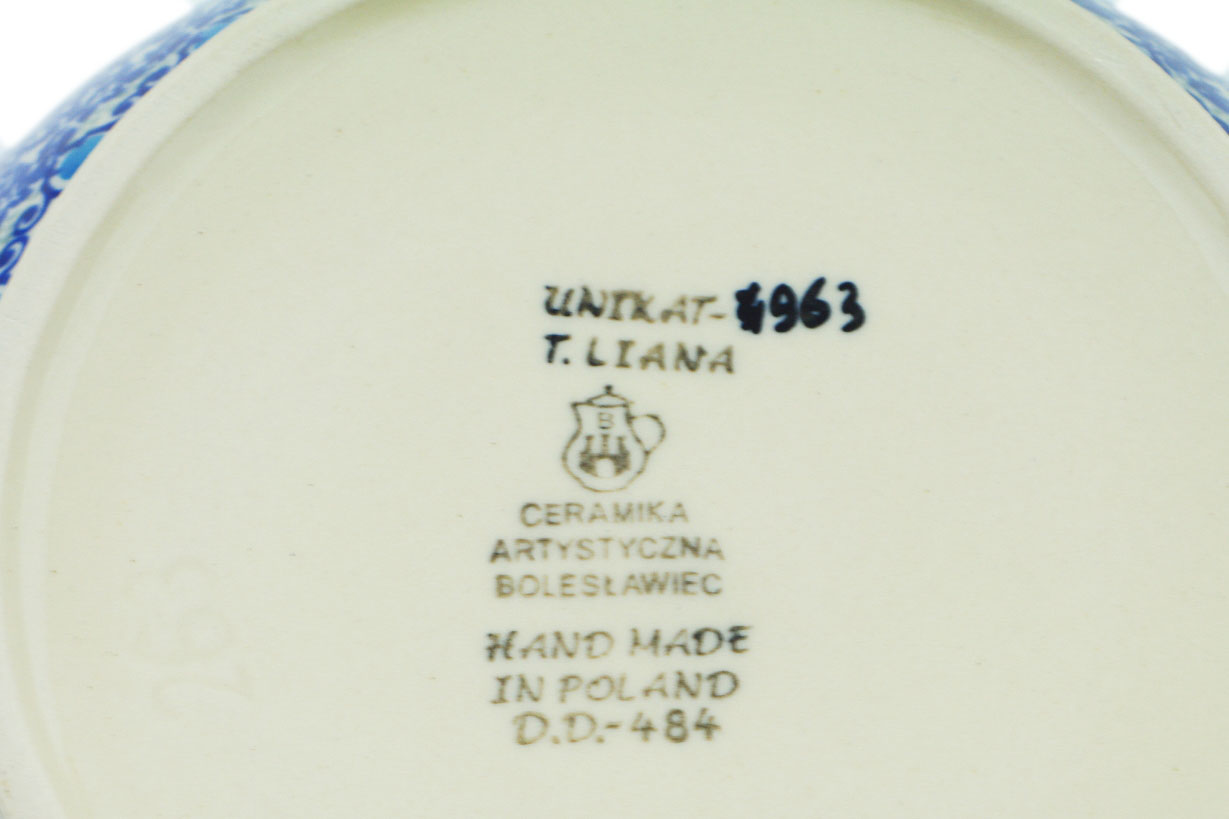 UNIKAT-4963
T. LIANA
B
CERAMIKA
ARTYSTYCZNA
BOLESŁAWIEC
HAND MADE
IN POLAND
D.D.-484